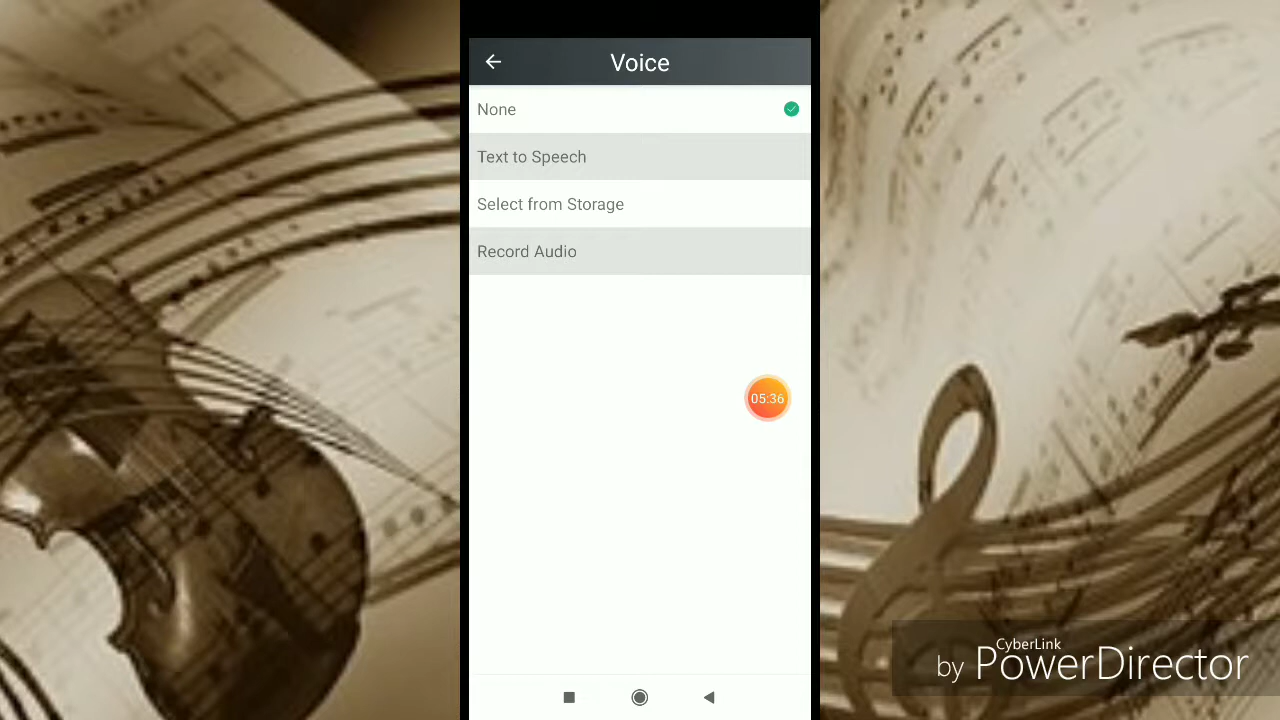 Voice
None
Text to Speech
Select from Storage
Record Audio
05:36
CyberLink
by PowerDirector